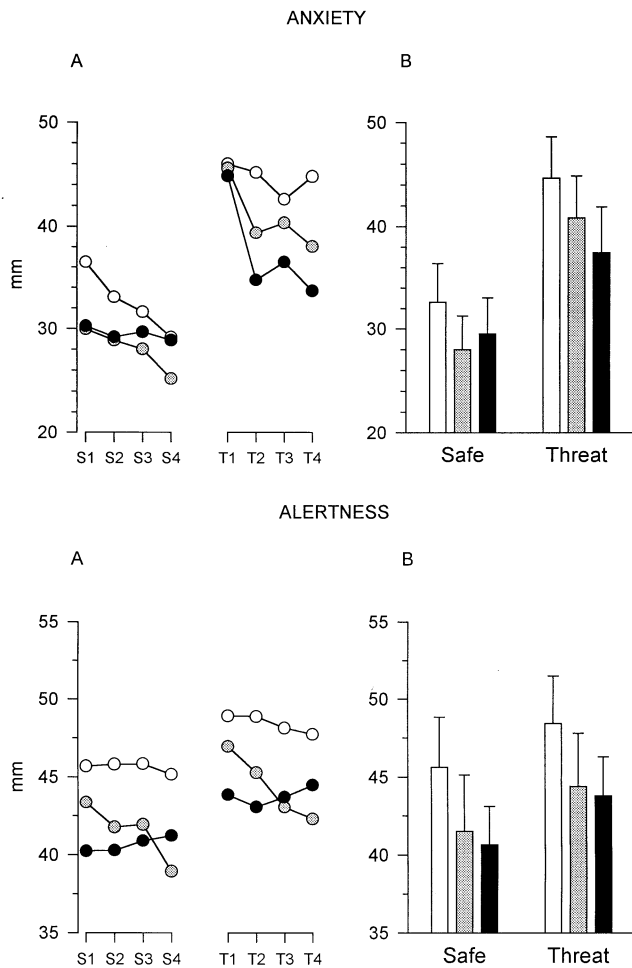 ANXIETY
A
B
50
40
30
20
mm
S1 S2 S3 S4
T1 T2 T3 T4
50
40
30
20
Safe Threat
ALERTNESS
A
B
55
50
45
40
35
mm
S1 S2 S3 S4
T1 T2 T3 T4
55
50
45
40
35
Safe Threat